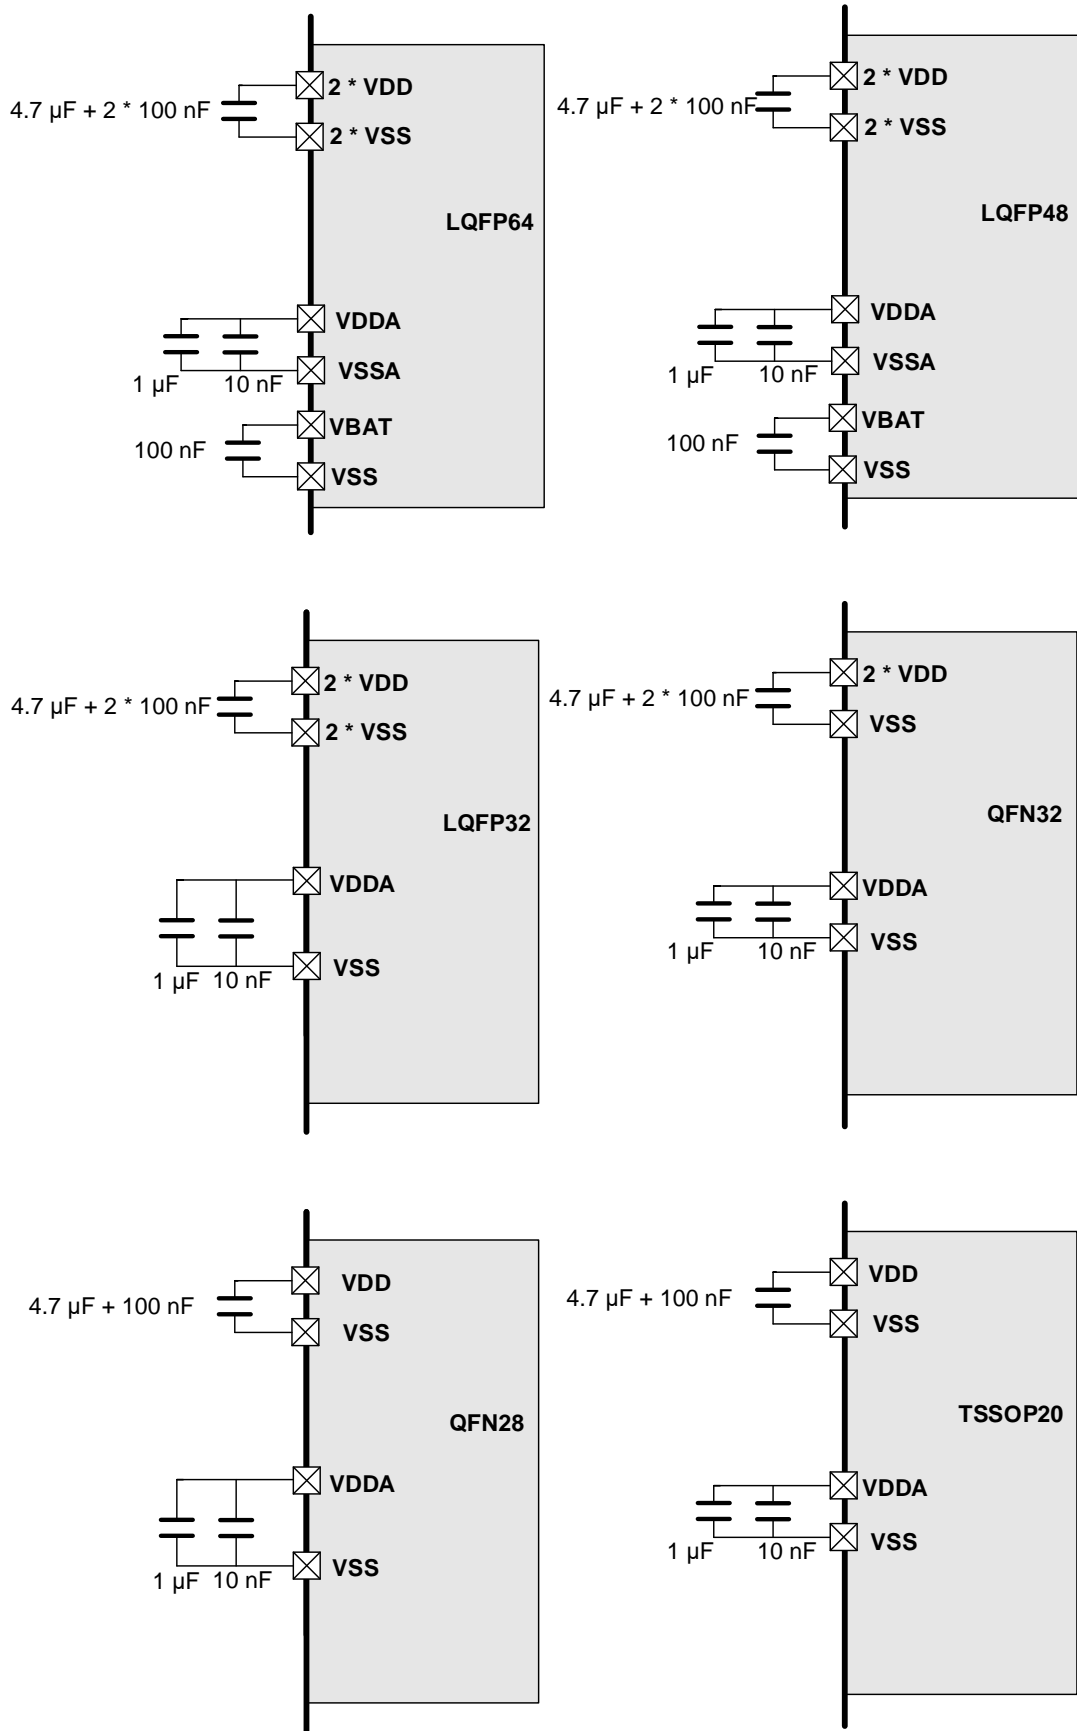 2 * VDD
4.7 µF + 2 * 100 nF
2 * VSS
LQFP64
VDDA
1 µF
10 nF
VSSA
VBAT
100 nF
VSS
2 * VDD
4.7 µF + 2 * 100 nF
2 * VSS
LQFP48
VDDA
1 µF
10 nF
VSSA
VBAT
100 nF
VSS
2 * VDD
4.7 µF + 2 * 100 nF
2 * VSS
LQFP32
VDDA
1 µF
10 nF
VSS
2 * VDD
4.7 µF + 2 * 100 nF
VSS
QFN32
VDDA
1 µF
10 nF
VSS
VDD
4.7 µF + 100 nF
VSS
QFN28
VDDA
1 µF
10 nF
VSS
VDD
4.7 µF + 100 nF
VSS
TSSOP20
VDDA
1 µF
10 nF
VSS